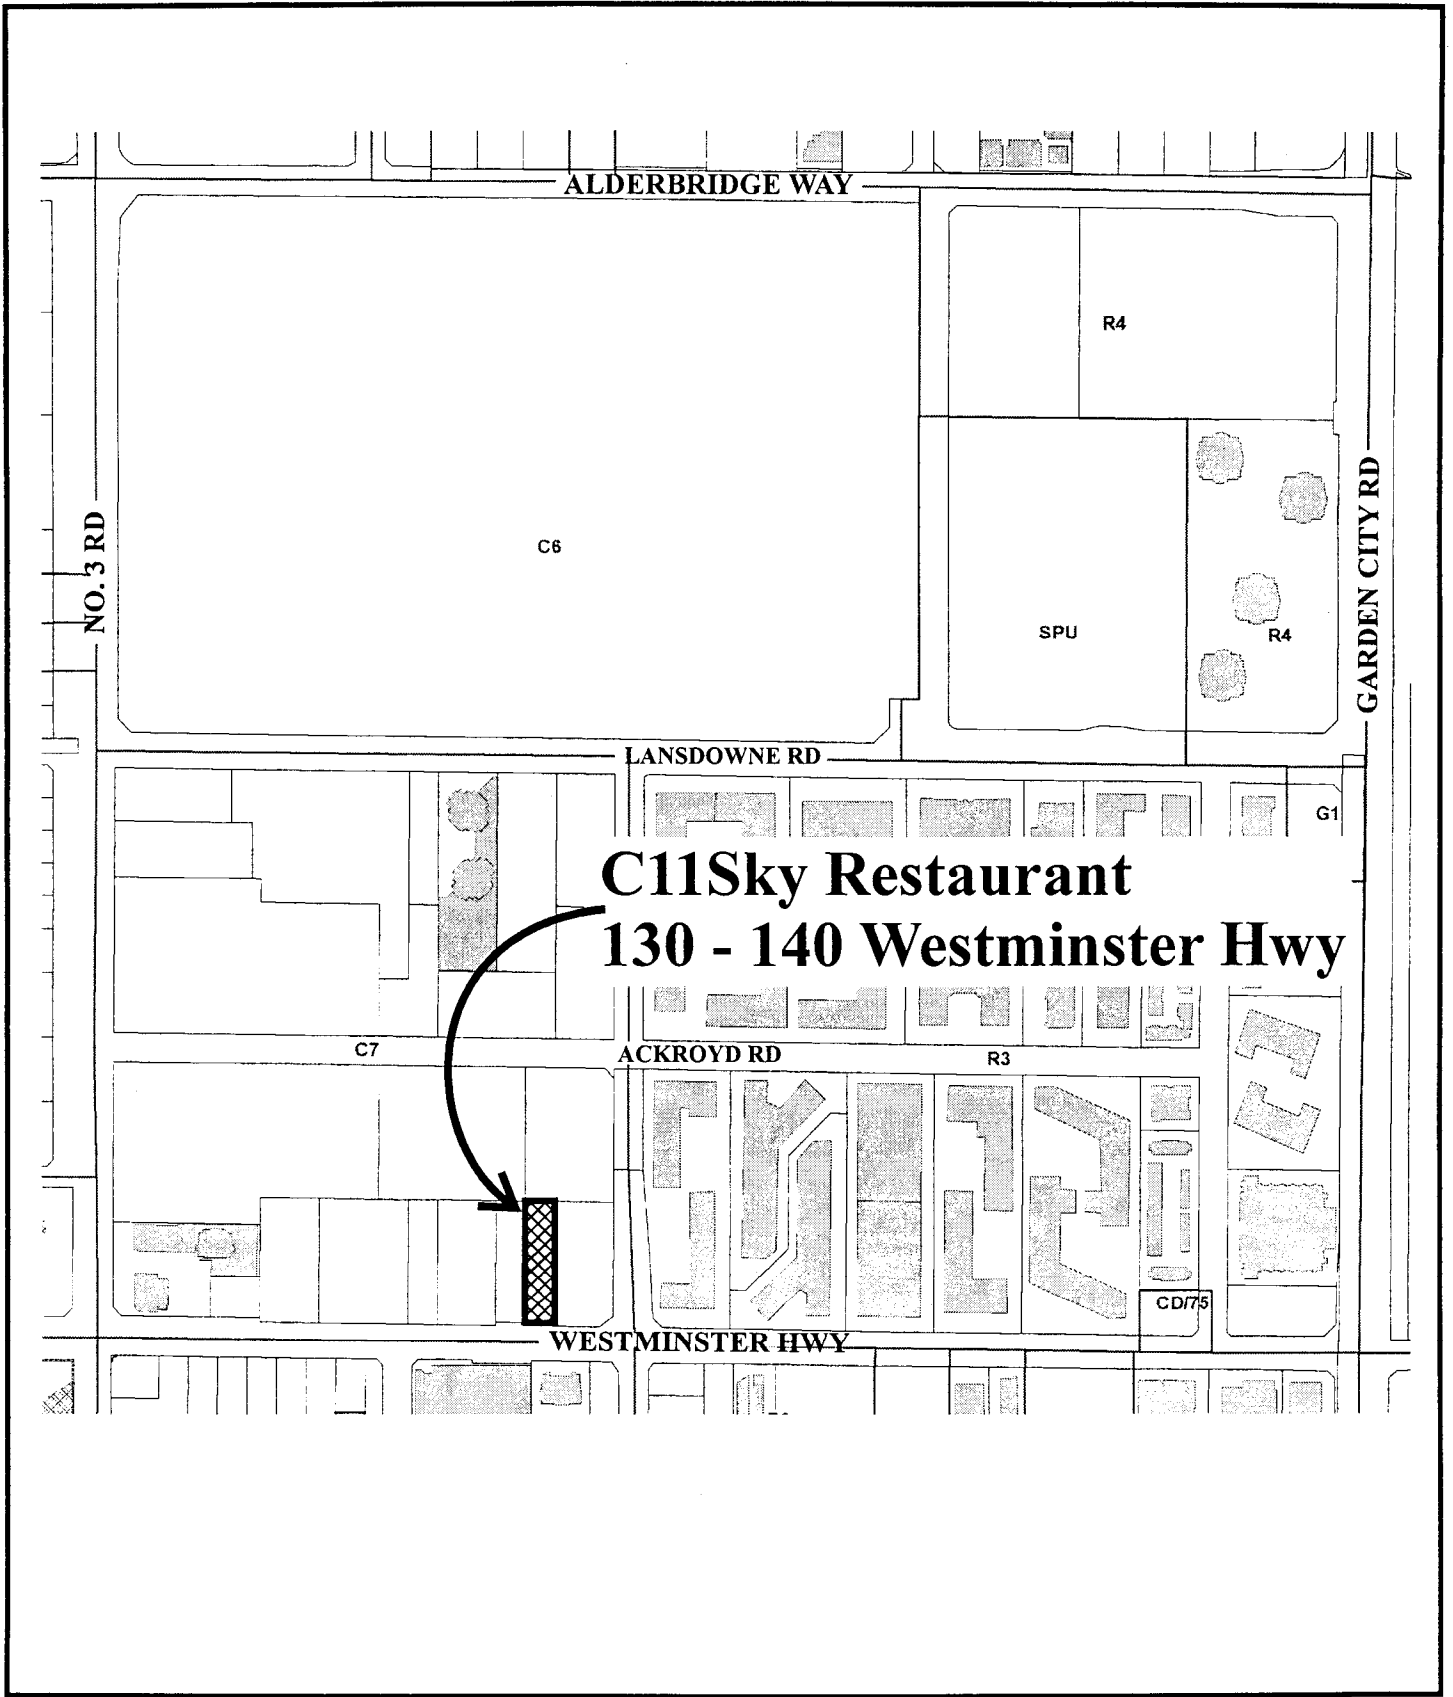 ALDERBRIDGE WAY
R4
NO. 3 RD
GARDEN CITY RD
C6
SPU
R4
LANSDOWNE RD
G1
C11Sky Restaurant
130 - 140 Westminster Hwy
C7
ACKROYD RD
R3
CD/75
WESTMINSTER HWY